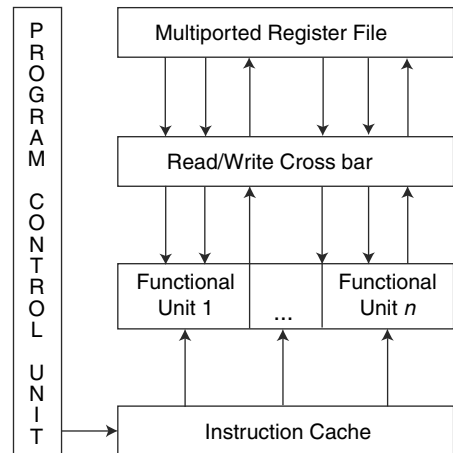 PROGRAM CONTROL UNIT
Multiported Register File
Read/Write Cross bar
Functional
Unit 1
...
Functional
Unit n
Instruction Cache